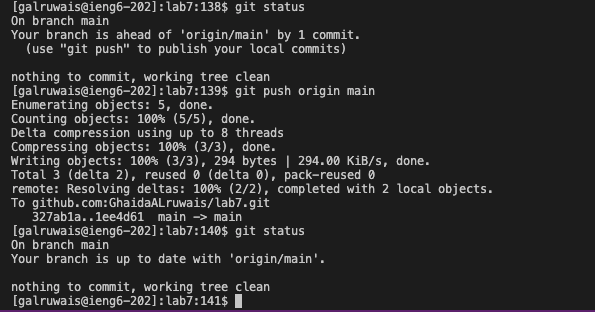 [galruwais@ieng6-202]:lab7:138$ git status
On branch main
Your branch is ahead of 'origin/main' by 1 commit.
  (use "git push" to publish your local commits)

nothing to commit, working tree clean
[galruwais@ieng6-202]:lab7:139$ git push origin main
Enumerating objects: 5, done.
Counting objects: 100% (5/5), done.
Delta compression using up to 8 threads
Compressing objects: 100% (3/3), done.
Writing objects: 100% (3/3), 294 bytes | 294.00 KiB/s, done.
Total 3 (delta 2), reused 0 (delta 0), pack-reused 0
remote: Resolving deltas: 100% (2/2), completed with 2 local objects.
To github.com:GhaidaALruwais/lab7.git
   327ab1a..1ee4d61  main -> main
[galruwais@ieng6-202]:lab7:140$ git status
On branch main
Your branch is up to date with 'origin/main'.

nothing to commit, working tree clean
[galruwais@ieng6-202]:lab7:141$